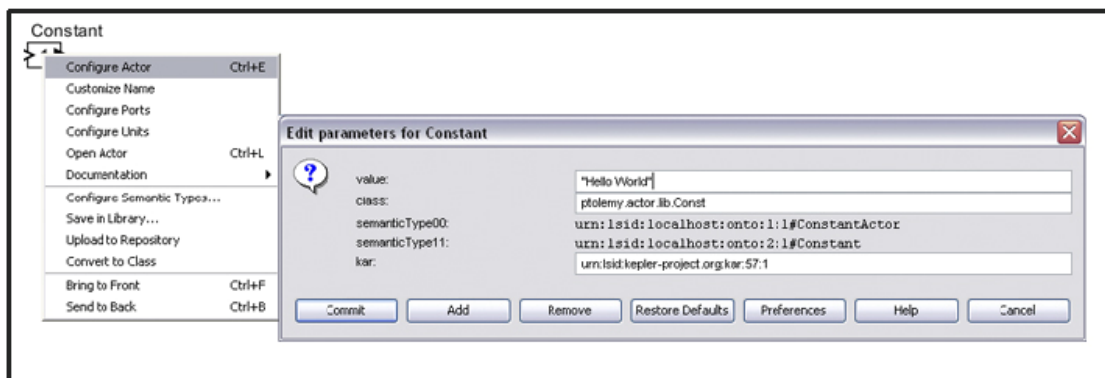 Constant
Configure Actor Ctrl+E
Customize Name
Configure Ports
Configure Units
Open Actor Ctrl+L
Documentation
Configure Semantic Types...
Save in Library...
Upload to Repository
Convert to Class
Bring to Front Ctrl+F
Send to Back Ctrl+B
Edit parameters for Constant
value: "Hello World"
class: ptolemy.actor.lib.Const
semanticType00: urn:lsid:localhost:onto:1:1#ConstantActor
semanticType11: urn:lsid:localhost:onto:2:1#Constant
kar: urn:lsid:kepler-project.org:kar:57:1
Commit Add Remove Restore Defaults Preferences Help Cancel